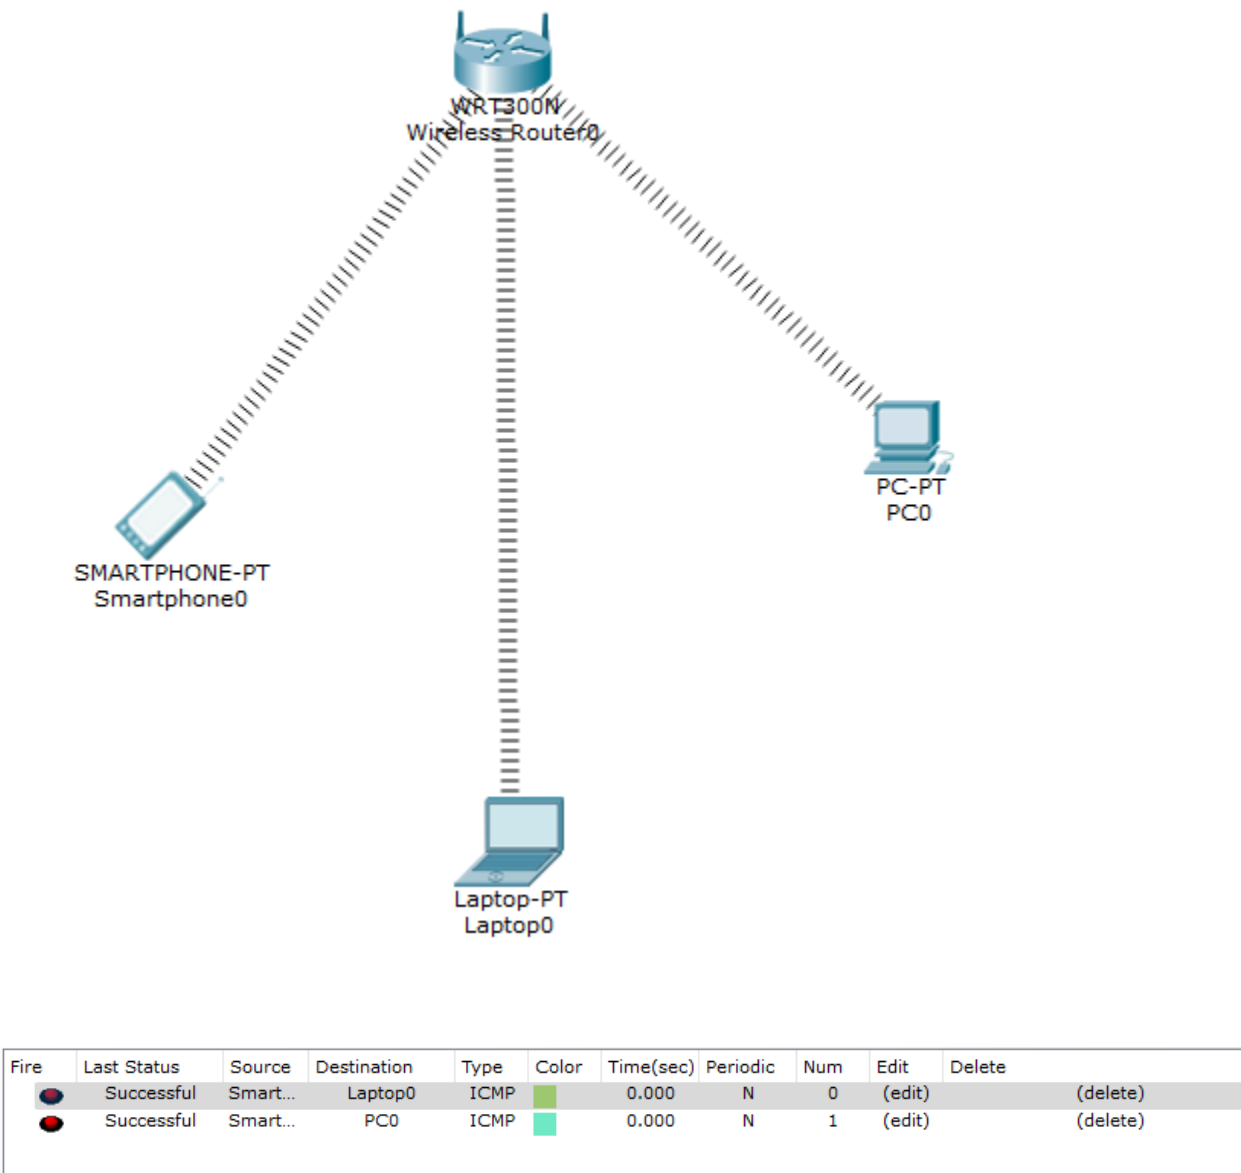 WRT300N
Wireless Router0
PC-PT
PC0
SMARTPHONE-PT
Smartphone0
Laptop-PT
Laptop0
Fire Last Status Source Destination Type Color Time(sec) Periodic Num Edit Delete
Successful Smart... Laptop0 ICMP 0.000 N 0 (edit) (delete)
Successful Smart... PC0 ICMP 0.000 N 1 (edit) (delete)